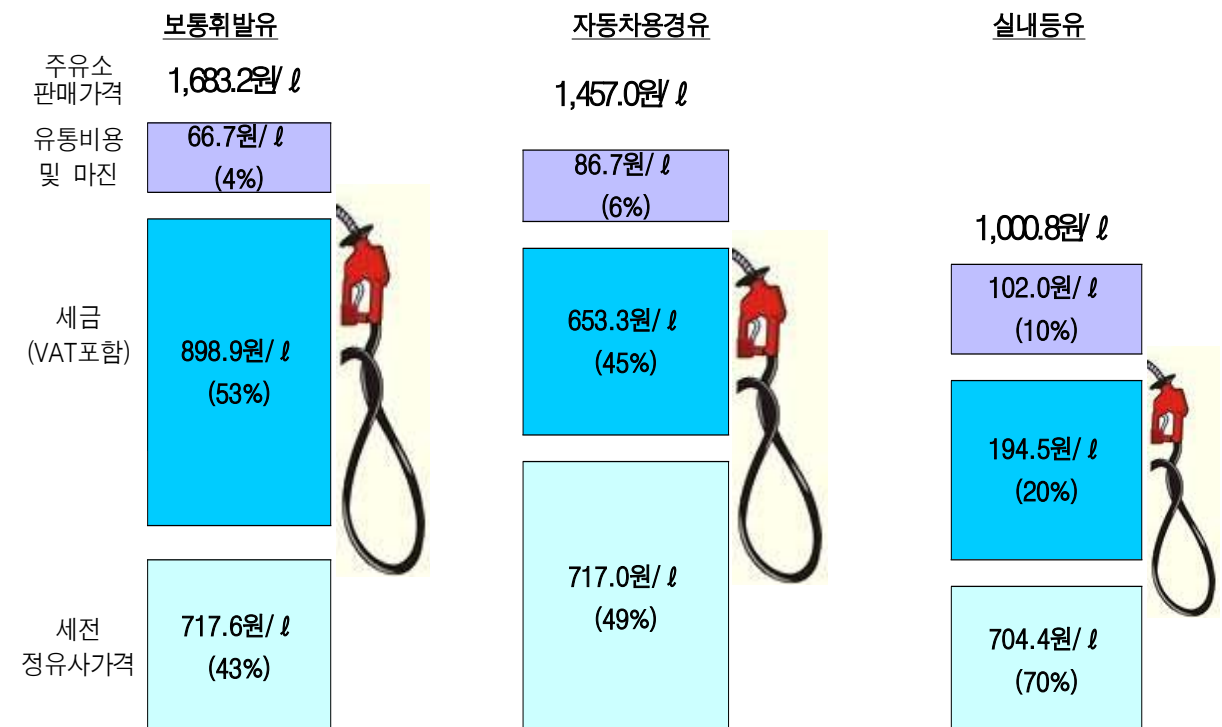 보통휘발유
자동차용경유
실내등유
주유소
판매가격
1,683.2원/ℓ
1,457.0원/ℓ
1,000.8원/ℓ
유통비용
및 마진
66.7원/ℓ
(4%)
86.7원/ℓ
(6%)
102.0원/ℓ
(10%)
세금
(VAT포함)
898.9원/ℓ
(53%)
653.3원/ℓ
(45%)
194.5원/ℓ
(20%)
세전
정유사가격
717.6원/ℓ
(43%)
717.0원/ℓ
(49%)
704.4원/ℓ
(70%)